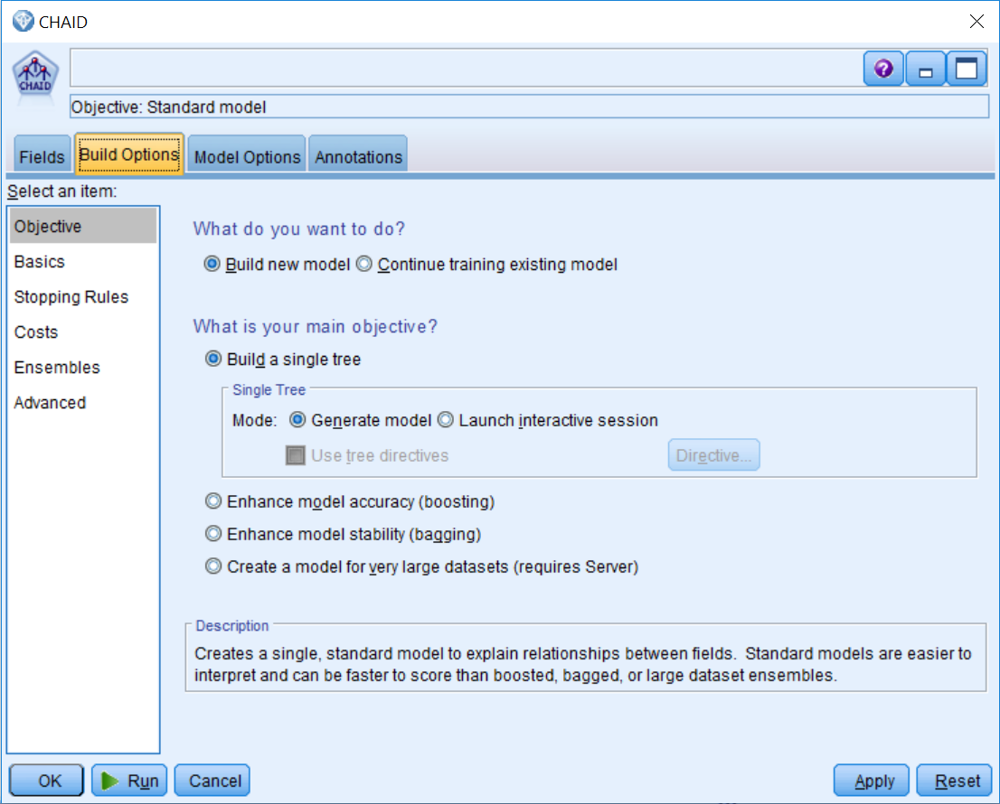 CHAID
CHAID
Objective: Standard model
Fields Build Options Model Options Annotations
Select an item:
Objective
Basics
Stopping Rules
Costs
Ensembles
Advanced
What do you want to do?
Build new model Continue training existing model
What is your main objective?
Build a single tree
Single Tree
Mode: Generate model Launch interactive session
Use tree directives Directive...
Enhance model accuracy (boosting)
Enhance model stability (bagging)
Create a model for very large datasets (requires Server)
Description
Creates a single, standard model to explain relationships between fields.  Standard models are easier to
interpret and can be faster to score than boosted, bagged, or large dataset ensembles.
OK Run Cancel Apply Reset